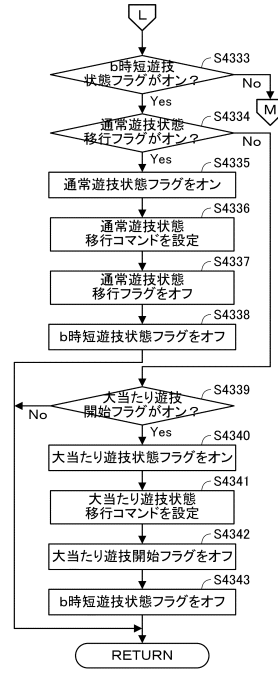 L
b時短遊技
状態フラグがオン?
S4333
No
M
Yes
通常遊技状態
移行フラグがオン?
S4334
No
Yes
S4335
通常遊技状態フラグをオン
S4336
通常遊技状態
移行コマンドを設定
S4337
通常遊技状態
移行フラグをオフ
S4338
b時短遊技状態フラグをオフ
大当たり遊技
開始フラグがオン?
S4339
No
Yes
S4340
大当たり遊技状態フラグをオン
S4341
大当たり遊技状態
移行コマンドを設定
S4342
大当たり遊技開始フラグをオフ
S4343
b時短遊技状態フラグをオフ
RETURN